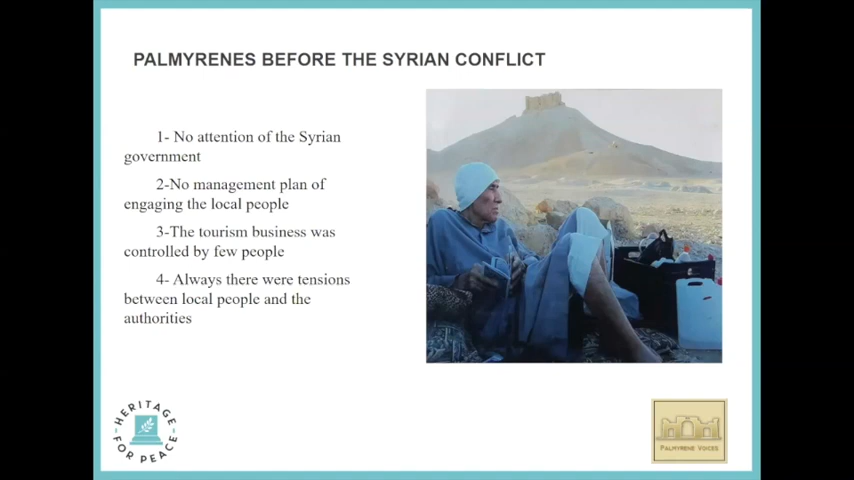 PALMYRENES BEFORE THE SYRIAN CONFLICT
1- No attention of the Syrian
government
2-No management plan of
engaging the local people
3-The tourism business was
controlled by few people
4- Always there were tensions
between local people and the
authorities
HERITAGE
FOR PEACE
PALMYRENE VOICES